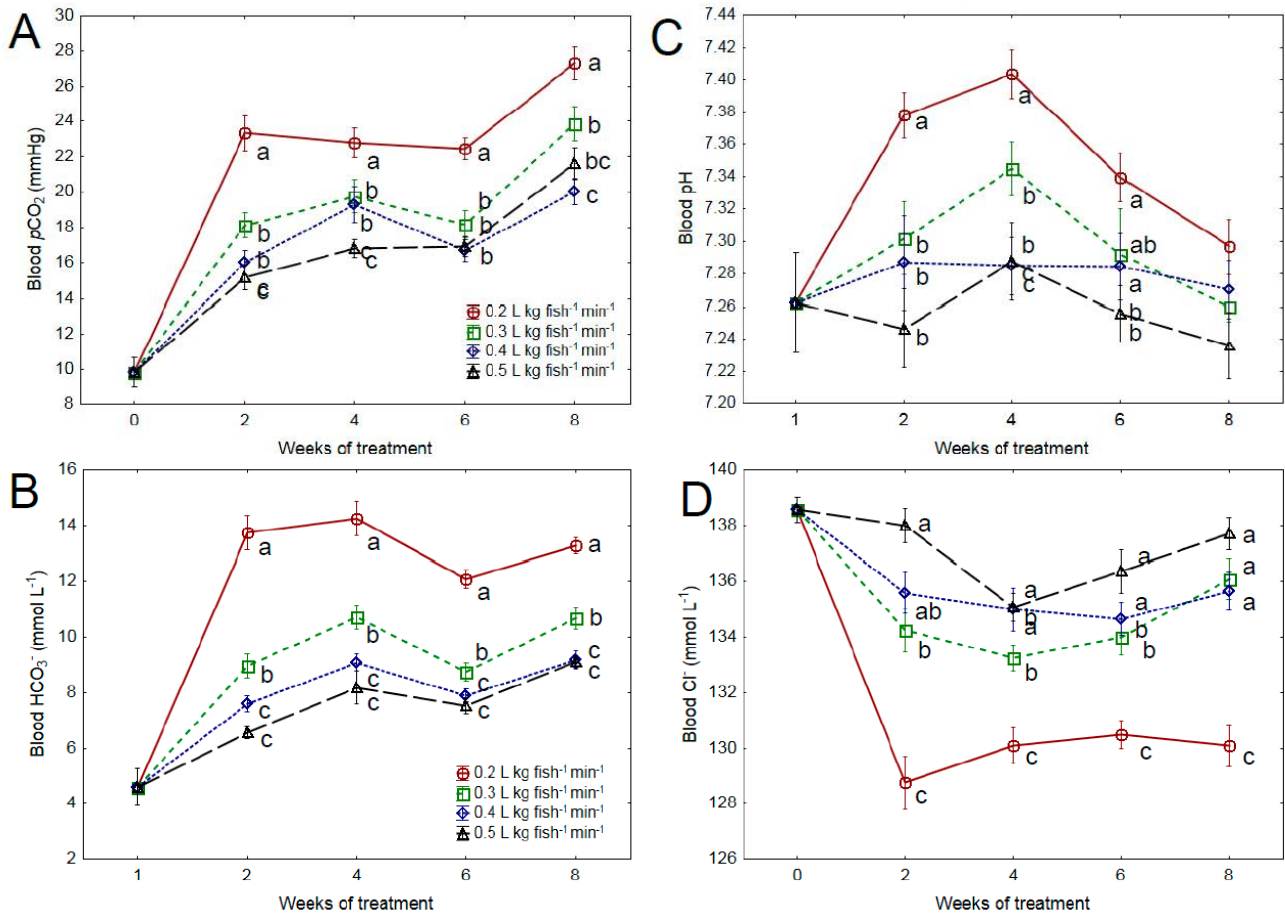 A
Blood pCO₂ (mmHg)
30
28
26
24
22
20
18
16
14
12
10
8
a
a
a
a
b
b
b
b
bc
c
b
b
b
b
c
c
c
c
0.2 L kg fish⁻¹ min⁻¹
0.3 L kg fish⁻¹ min⁻¹
0.4 L kg fish⁻¹ min⁻¹
0.5 L kg fish⁻¹ min⁻¹
0 2 4 6 8
Weeks of treatment
C
Blood pH
7.44
7.42
7.40
7.38
7.36
7.34
7.32
7.30
7.28
7.26
7.24
7.22
7.20
a
a
a
b
b
b
b
c
c
ab
a
b
b
1 2 4 6 8
Weeks of treatment
B
Blood HCO₃⁻ (mmol L⁻¹)
16
14
12
10
8
6
4
2
a
a
a
a
b
b
b
b
c
c
c
c
c
c
c
c
0.2 L kg fish⁻¹ min⁻¹
0.3 L kg fish⁻¹ min⁻¹
0.4 L kg fish⁻¹ min⁻¹
0.5 L kg fish⁻¹ min⁻¹
1 2 4 6 8
Weeks of treatment
D
Blood Cl⁻ (mmol L⁻¹)
140
138
136
134
132
130
128
126
a
ab
b
c
a
b
a
b
c
a
a
b
b
c
a
a
a
c
0 2 4 6 8
Weeks of treatment